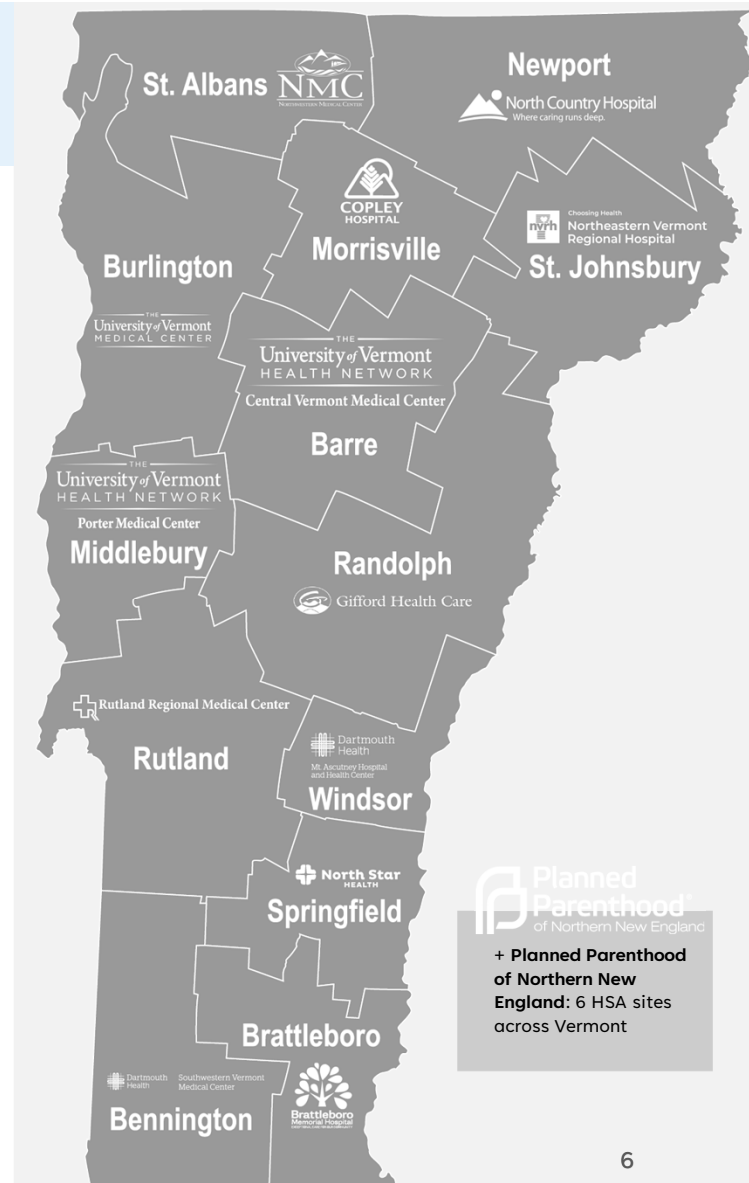 St. Albans
NMC
NORTHWESTERN MEDICAL CENTER
Newport
North Country Hospital
Where caring runs deep.
COPLEY
HOSPITAL
Morrisville
Choosing Health
nvrh
Northeastern Vermont
Regional Hospital
St. Johnsbury
Burlington
THE
University of Vermont
MEDICAL CENTER
THE
University of Vermont
HEALTH NETWORK
Central Vermont Medical Center
Barre
THE
University of Vermont
HEALTH NETWORK
Porter Medical Center
Middlebury
Randolph
Gifford Health Care
Rutland Regional Medical Center
Rutland
Dartmouth
Health
Mt. Ascutney Hospital
and Health Center
Windsor
North Star
HEALTH
Springfield
Planned
Parenthood®
of Northern New England
+ Planned Parenthood
of Northern New
England: 6 HSA sites
across Vermont
Brattleboro
Brattleboro
Memorial Hospital
Dartmouth
Health
Southwestern Vermont
Medical Center
Bennington
6